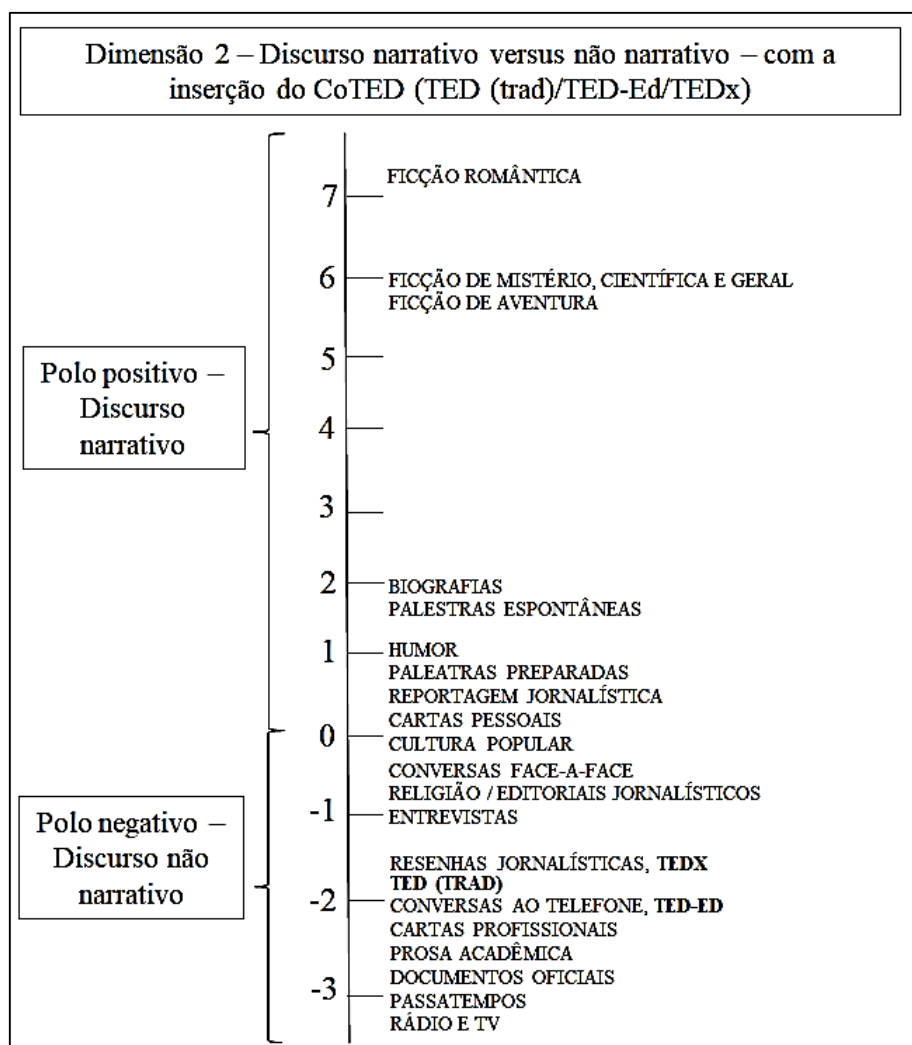 Dimensão 2 – Discurso narrativo versus não narrativo – com a
inserção do CoTED (TED (trad)/TED-Ed/TEDx)
FICÇÃO ROMÂNTICA
7
6
FICÇÃO DE MISTÉRIO, CIENTÍFICA E GERAL
FICÇÃO DE AVENTURA
5
Polo positivo –
Discurso
narrativo
4
3
2
BIOGRAFIAS
PALESTRAS ESPONTÂNEAS
1
HUMOR
PALEATRAS PREPARADAS
REPORTAGEM JORNALÍSTICA
CARTAS PESSOAIS
0
CULTURA POPULAR
CONVERSAS FACE-A-FACE
RELIGIÃO / EDITORIAIS JORNALÍSTICOS
-1
ENTREVISTAS
Polo negativo –
Discurso não
narrativo
RESENHAS JORNALÍSTICAS, TEDX
TED (TRAD)
-2
CONVERSAS AO TELEFONE, TED-ED
CARTAS PROFISSIONAIS
PROSA ACADÊMICA
DOCUMENTOS OFICIAIS
-3
PASSATEMPOS
RÁDIO E TV